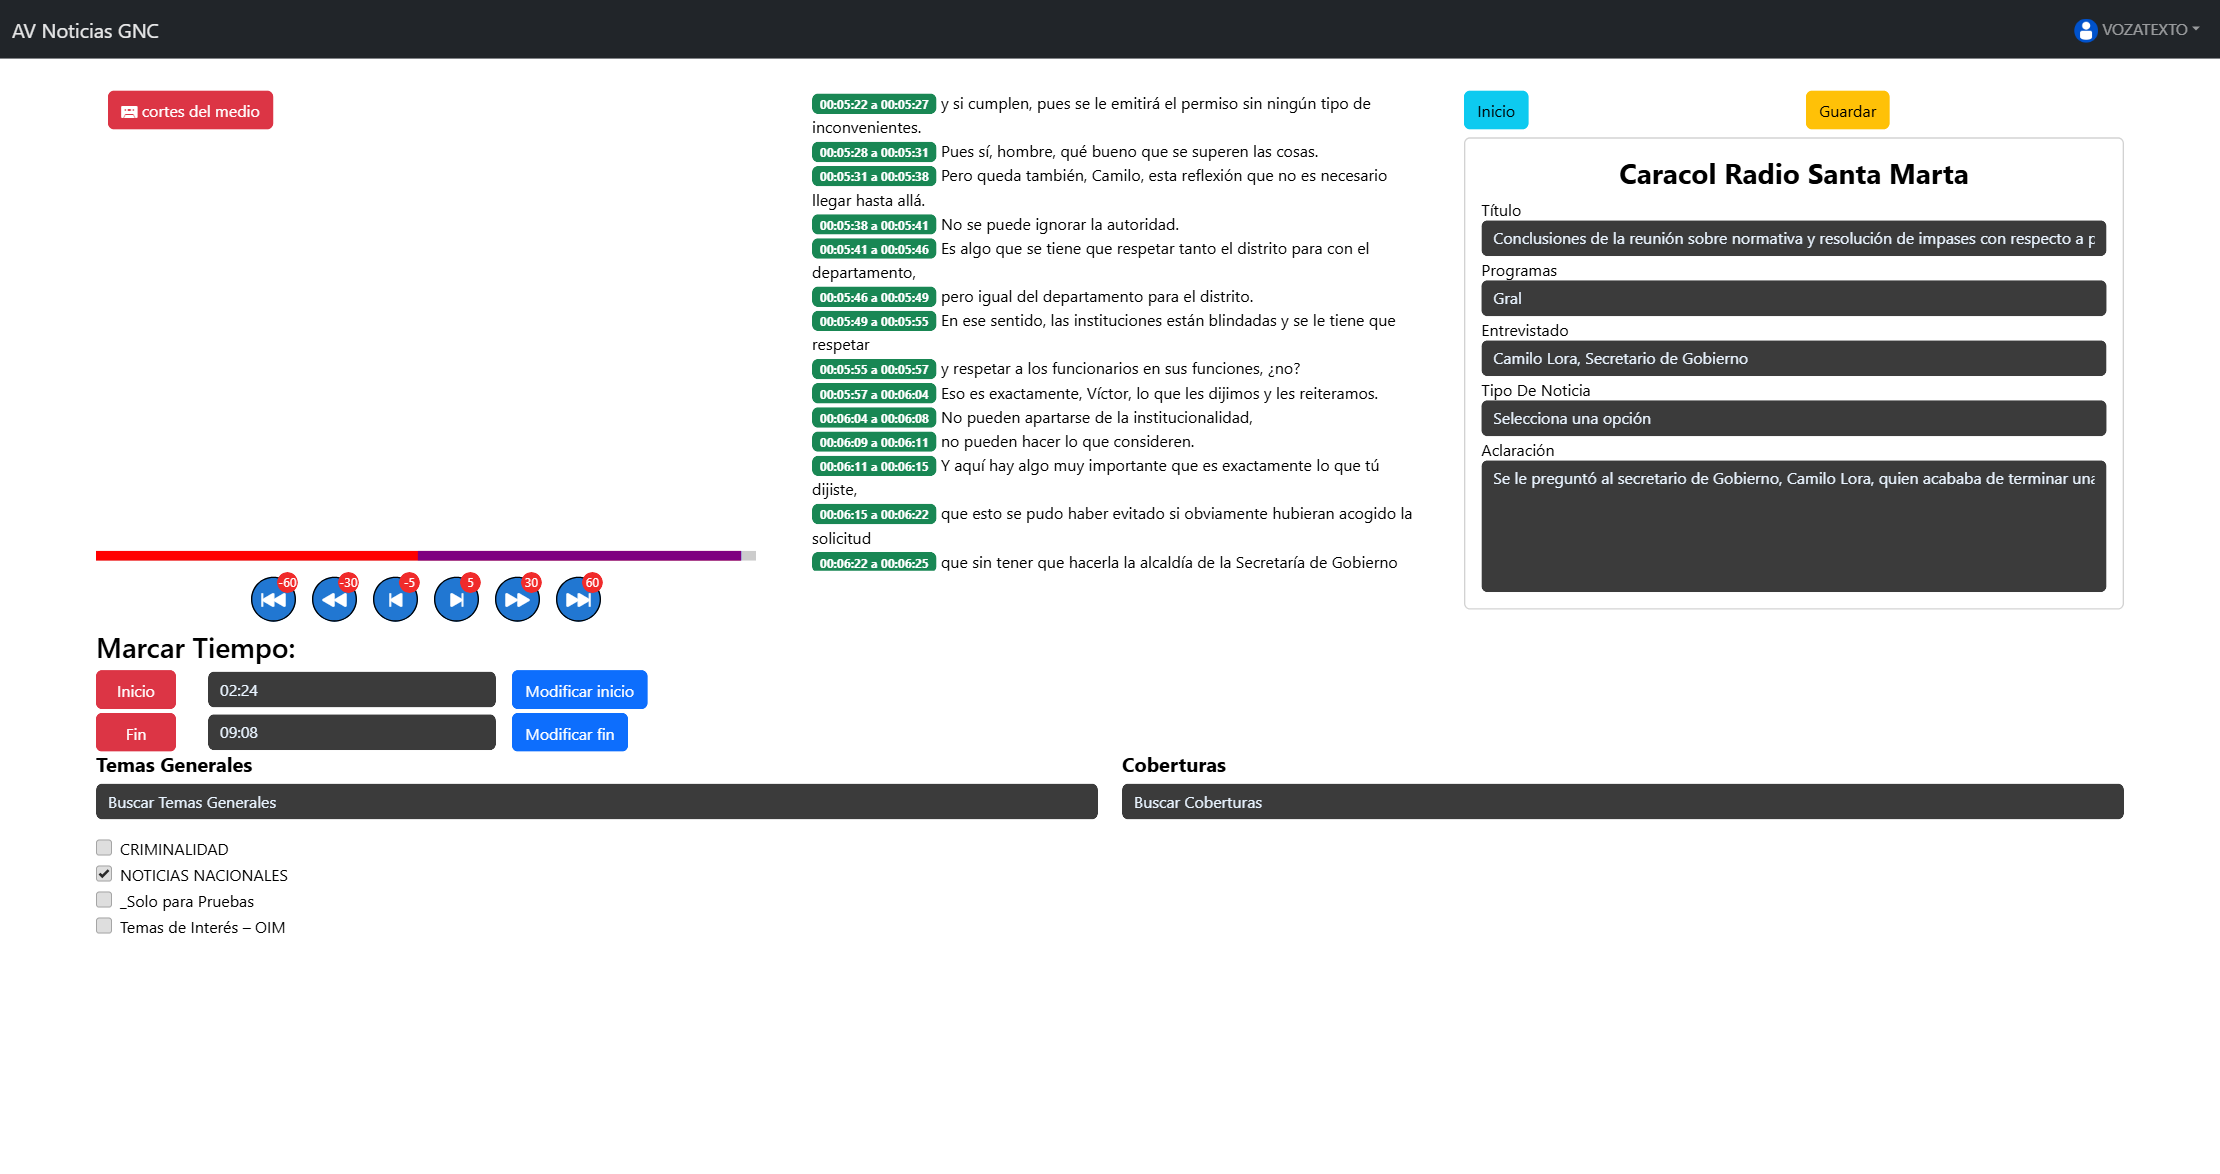 AV Noticias GNC
VOZATEXTO
cortes del medio
-60
-30
-5
5
30
60
Marcar Tiempo:
Inicio
02:24
Modificar inicio
Fin
09:08
Modificar fin
00:05:22 a 00:05:27 y si cumplen, pues se le emitirá el permiso sin ningún tipo de
inconvenientes.
00:05:28 a 00:05:31 Pues sí, hombre, qué bueno que se superen las cosas.
00:05:31 a 00:05:38 Pero queda también, Camilo, esta reflexión que no es necesario
llegar hasta allá.
00:05:38 a 00:05:41 No se puede ignorar la autoridad.
00:05:41 a 00:05:46 Es algo que se tiene que respetar tanto el distrito para con el
departamento,
00:05:46 a 00:05:49 pero igual del departamento para el distrito.
00:05:49 a 00:05:55 En ese sentido, las instituciones están blindadas y se le tiene que
respetar
00:05:55 a 00:05:57 y respetar a los funcionarios en sus funciones, ¿no?
00:05:57 a 00:06:04 Eso es exactamente, Víctor, lo que les dijimos y les reiteramos.
00:06:04 a 00:06:08 No pueden apartarse de la institucionalidad,
00:06:09 a 00:06:11 no pueden hacer lo que consideren.
00:06:11 a 00:06:15 Y aquí hay algo muy importante que es exactamente lo que tú
dijiste,
00:06:15 a 00:06:22 que esto se pudo haber evitado si obviamente hubieran acogido la
solicitud
00:06:22 a 00:06:25 que sin tener que hacerla la alcaldía de la Secretaría de Gobierno
Inicio
Guardar
Caracol Radio Santa Marta
Título
Conclusiones de la reunión sobre normativa y resolución de impases con respecto a p
Programas
Gral
Entrevistado
Camilo Lora, Secretario de Gobierno
Tipo De Noticia
Selecciona una opción
Aclaración
Se le preguntó al secretario de Gobierno, Camilo Lora, quien acababa de terminar una
Temas Generales
Buscar Temas Generales
CRIMINALIDAD
NOTICIAS NACIONALES
_Solo para Pruebas
Temas de Interés – OIM
Coberturas
Buscar Coberturas